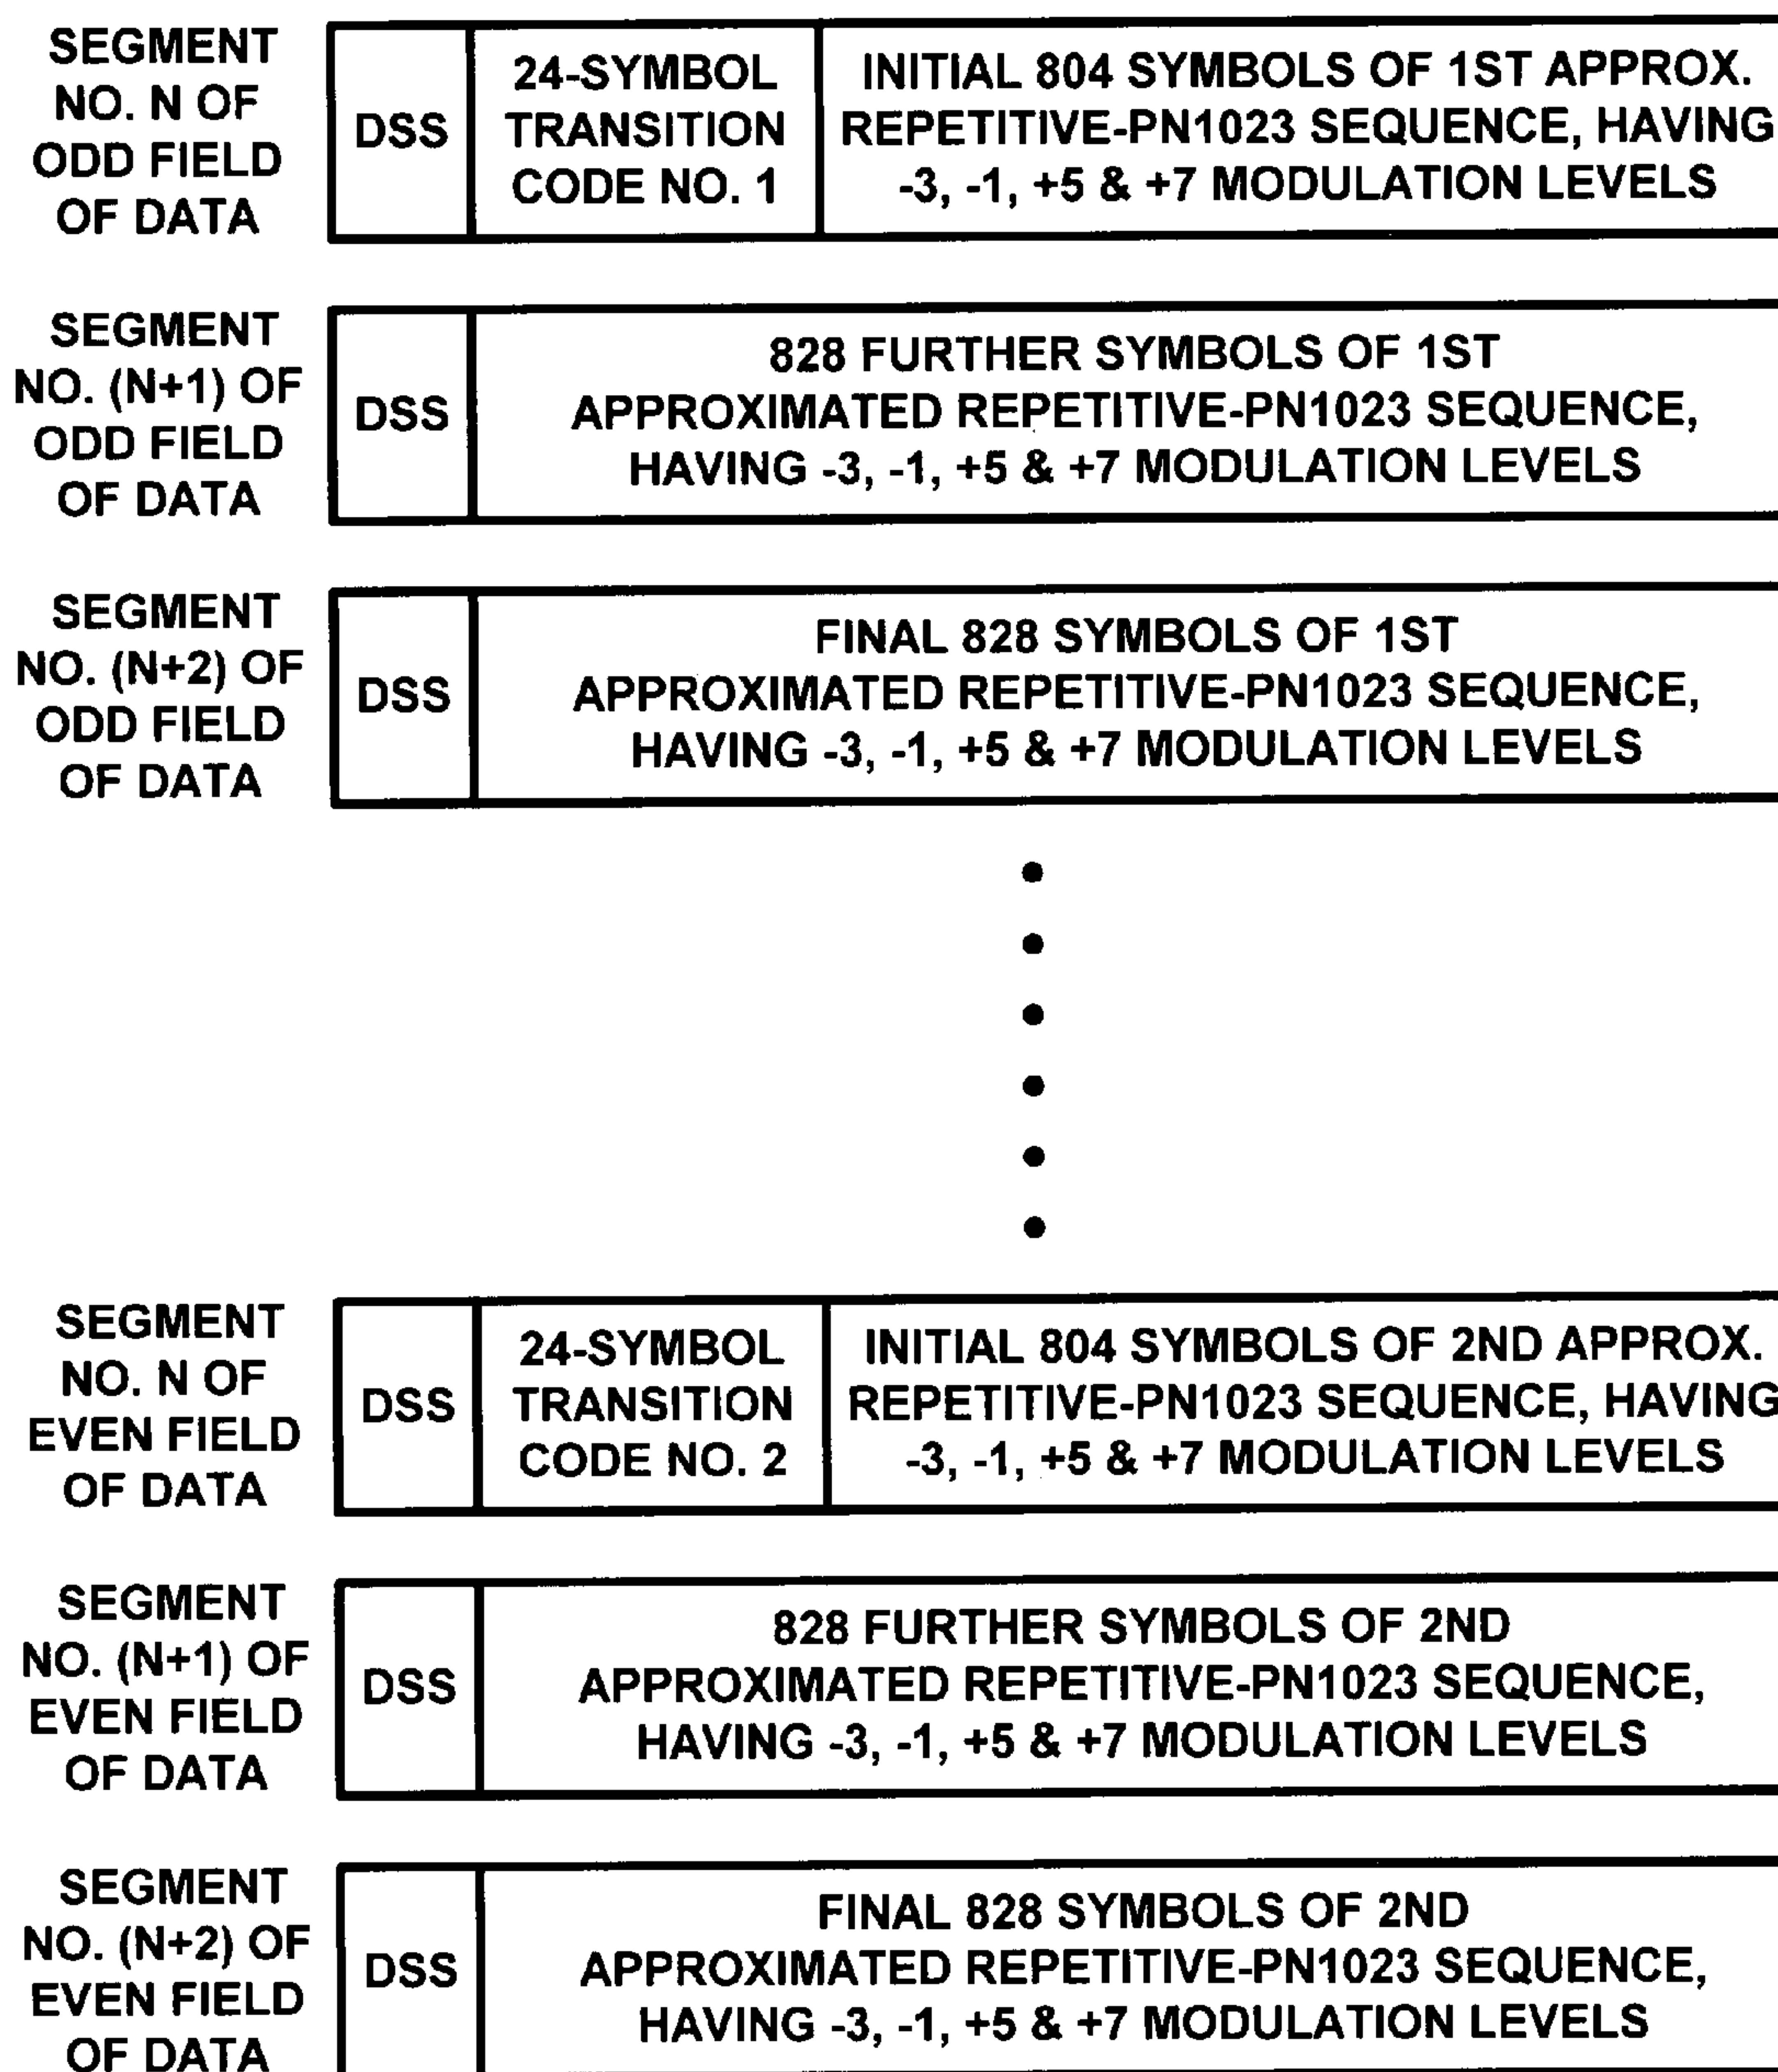 SEGMENT
NO. N OF
ODD FIELD
OF DATA
DSS
24-SYMBOL
TRANSITION
CODE NO. 1
INITIAL 804 SYMBOLS OF 1ST APPROX.
REPETITIVE-PN1023 SEQUENCE, HAVING
-3, -1, +5 & +7 MODULATION LEVELS
SEGMENT
NO. (N+1) OF
ODD FIELD
OF DATA
DSS
828 FURTHER SYMBOLS OF 1ST
APPROXIMATED REPETITIVE-PN1023 SEQUENCE,
HAVING -3, -1, +5 & +7 MODULATION LEVELS
SEGMENT
NO. (N+2) OF
ODD FIELD
OF DATA
DSS
FINAL 828 SYMBOLS OF 1ST
APPROXIMATED REPETITIVE-PN1023 SEQUENCE,
HAVING -3, -1, +5 & +7 MODULATION LEVELS
SEGMENT
NO. N OF
EVEN FIELD
OF DATA
DSS
24-SYMBOL
TRANSITION
CODE NO. 2
INITIAL 804 SYMBOLS OF 2ND APPROX.
REPETITIVE-PN1023 SEQUENCE, HAVING
-3, -1, +5 & +7 MODULATION LEVELS
SEGMENT
NO. (N+1) OF
EVEN FIELD
OF DATA
DSS
828 FURTHER SYMBOLS OF 2ND
APPROXIMATED REPETITIVE-PN1023 SEQUENCE,
HAVING -3, -1, +5 & +7 MODULATION LEVELS
SEGMENT
NO. (N+2) OF
EVEN FIELD
OF DATA
DSS
FINAL 828 SYMBOLS OF 2ND
APPROXIMATED REPETITIVE-PN1023 SEQUENCE,
HAVING -3, -1, +5 & +7 MODULATION LEVELS